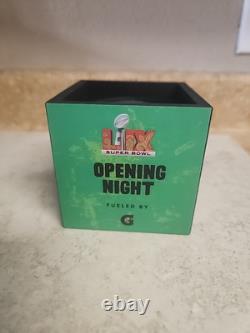 LIX
SUPER BOWL
OPENING
NIGHT
FUELED BY
G